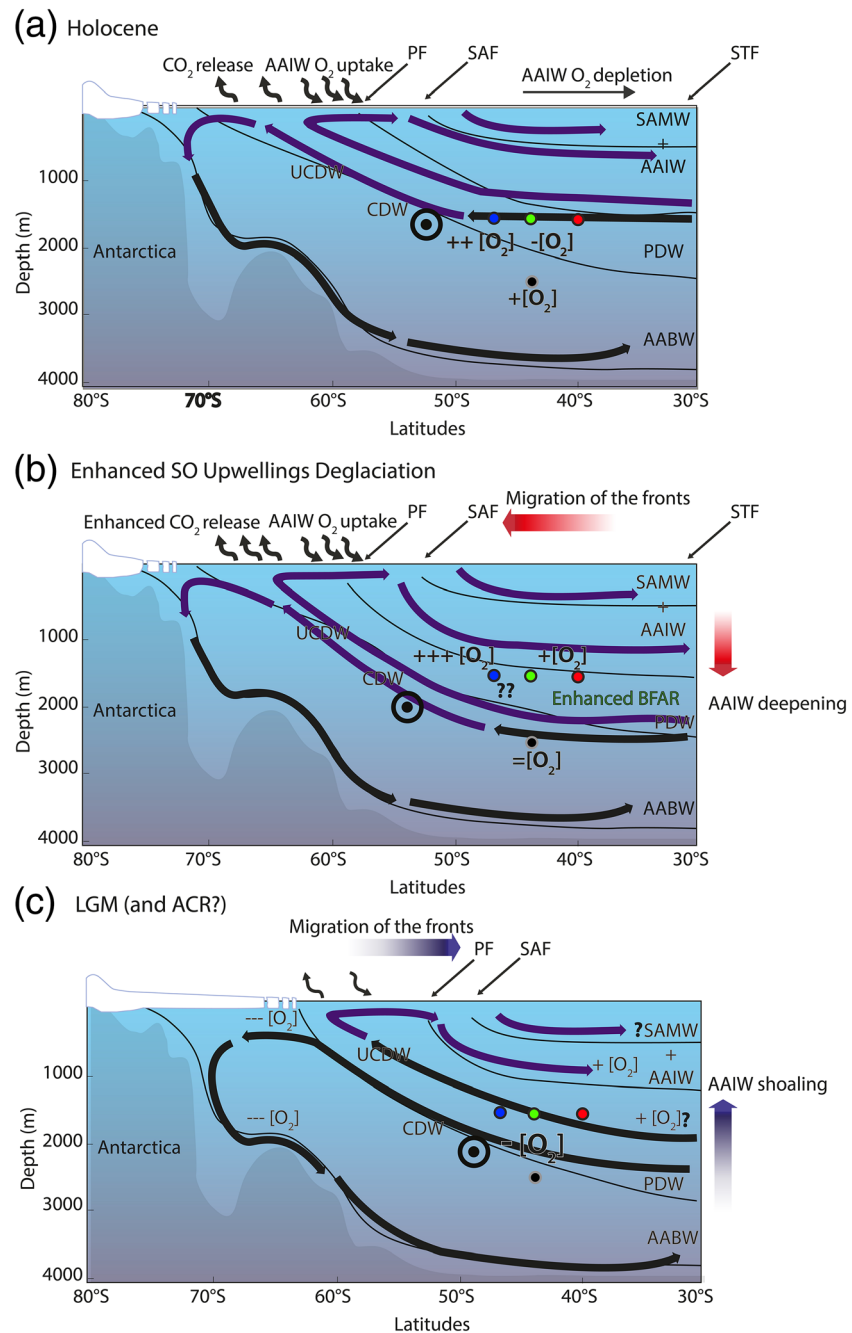 (a) Holocene
CO2 release
AAIW O2 uptake
PF
SAF
AAIW O2 depletion
STF
SAMW
+
AAIW
UCDW
CDW
++ [O2]
-[O2]
PDW
+[O2]
AABW
Antarctica
Depth (m)
1000
2000
3000
4000
80°S
70°S
60°S
50°S
40°S
30°S
Latitudes
(b) Enhanced SO Upwellings Deglaciation
Migration of the fronts
Enhanced CO2 release
AAIW O2 uptake
PF
SAF
STF
SAMW
+
AAIW
UCDW
+++ [O2]
+[O2]
CDW
??
Enhanced BFAR
PDW
=[O2]
AABW
AAIW deepening
Antarctica
Depth (m)
1000
2000
3000
4000
80°S
70°S
60°S
50°S
40°S
30°S
Latitudes
(c) LGM (and ACR?)
Migration of the fronts
PF
SAF
--- [O2]
?SAMW
+
AAIW
UCDW
+ [O2]
+ [O2]?
--- [O2]
CDW
- [O2]
PDW
AABW
AAIW shoaling
Antarctica
Depth (m)
1000
2000
3000
4000
80°S
70°S
60°S
50°S
40°S
30°S
Latitudes